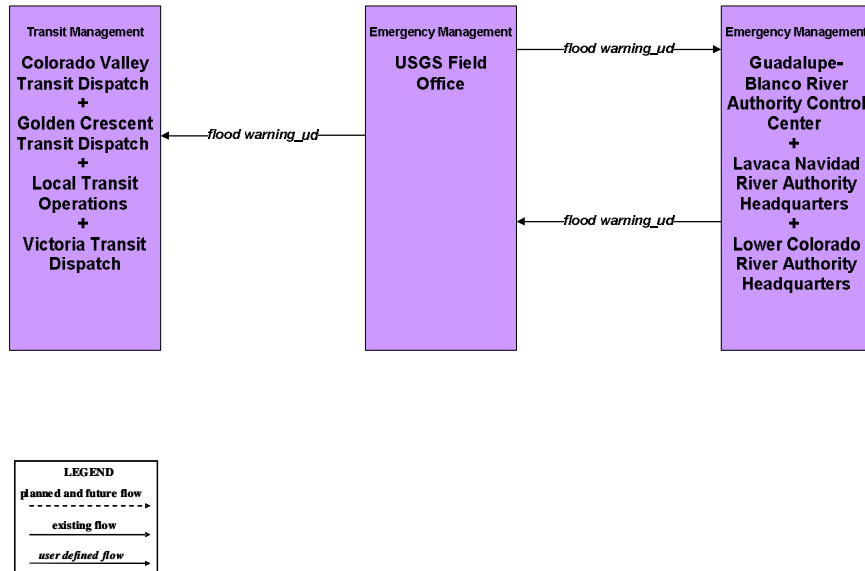 Transit Management
Colorado Valley
Transit Dispatch
+
Golden Crescent
Transit Dispatch
+
Local Transit
Operations
+
Victoria Transit
Dispatch
flood warning_ud
Emergency Management
USGS Field
Office
flood warning_ud
flood warning_ud
Emergency Management
Guadalupe-
Blanco River
Authority Control
Center
+
Lavaca Navidad
River Authority
Headquarters
+
Lower Colorado
River Authority
Headquarters
LEGEND
planned and future flow
existing flow
user defined flow